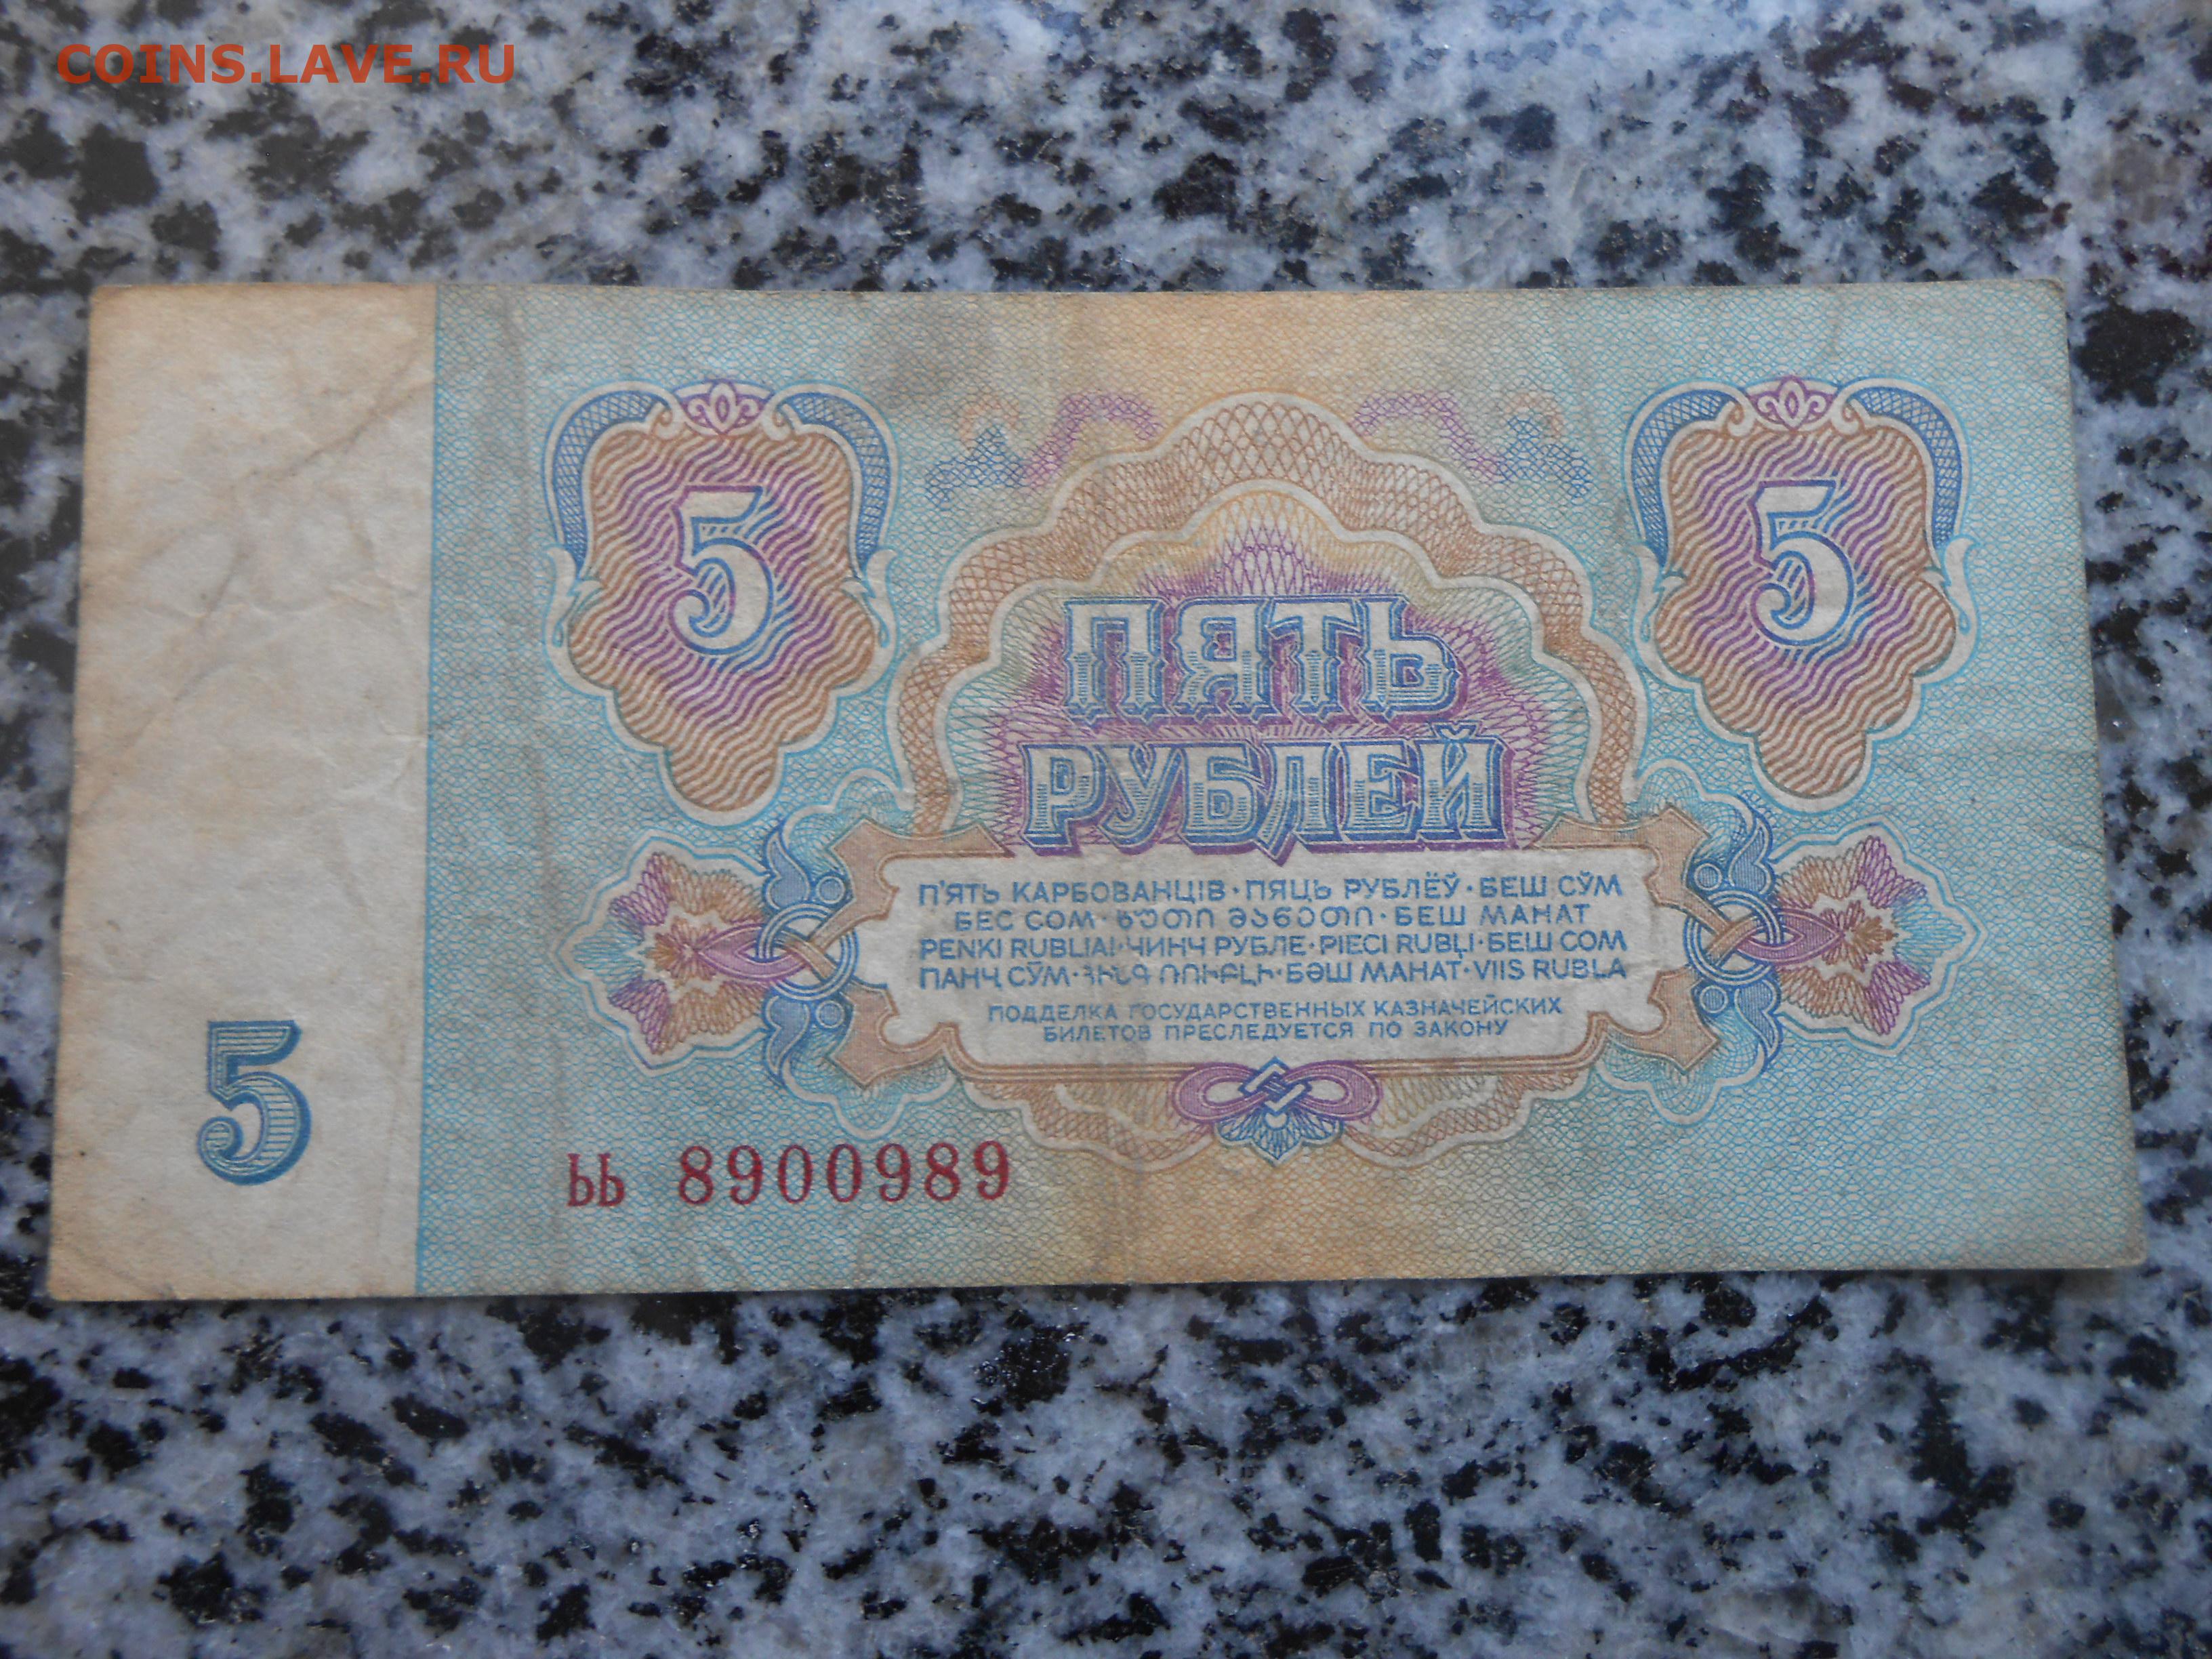 COINS.LAVE.RU
5
5
ПЯТЬ
РУБЛЕЙ
П'ЯТЬ КАРБОВАНЦІВ · ПЯЦЬ РУБЛЁЎ · БЕШ СЎМ
БЕС СОМ · ხუთი მანეთი · БЕШ МАНАТ
PENKI RUBLIAI · ЧИНЧ РУБЛЕ · PIECI RUBĻI · БЕШ СОМ
ПАНҶ СӮМ · ՀԻՆԳ ՌՈՒԲԼԻ · БӘШ МАНАТ · VIIS RUBLA
ПОДДЕЛКА ГОСУДАРСТВЕННЫХ КАЗНАЧЕЙСКИХ
БИЛЕТОВ ПРЕСЛЕДУЕТСЯ ПО ЗАКОНУ
5
ЬЬ 8900989